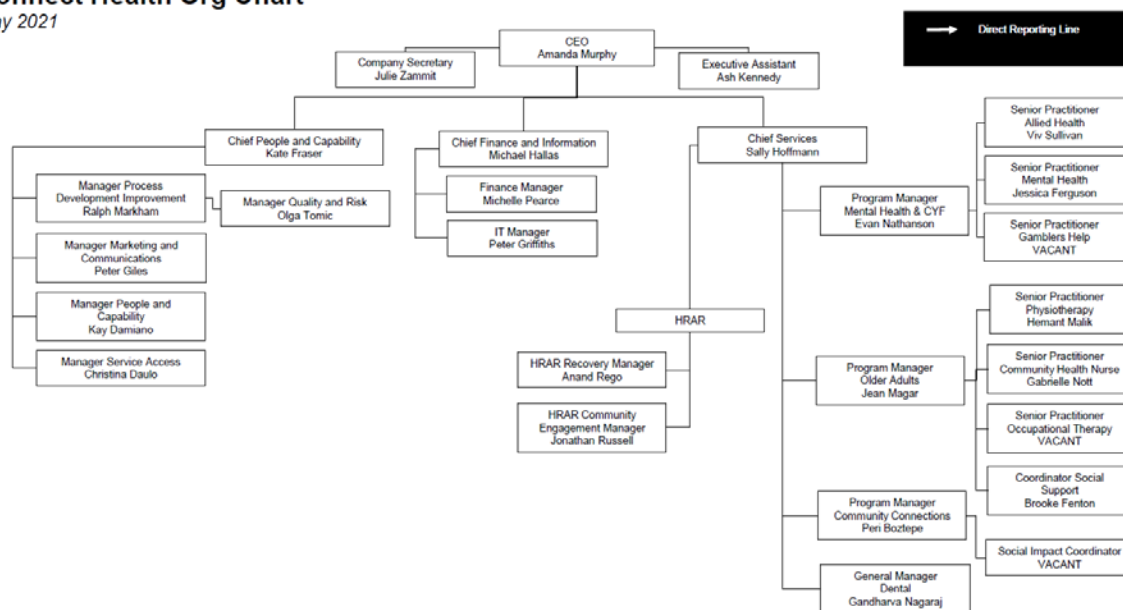 onnect Health Org Chart
ay 2021
Direct Reporting Line
CEO
Amanda Murphy
Company Secretary
Julie Zammit
Executive Assistant
Ash Kennedy
Chief People and Capability
Kate Fraser
Chief Finance and Information
Michael Hallas
Chief Services
Sally Hoffmann
Manager Process
Development Improvement
Ralph Markham
Manager Quality and Risk
Olga Tomic
Manager Marketing and
Communications
Peter Giles
Manager People and
Capability
Kay Damiano
Manager Service Access
Christina Daulo
Finance Manager
Michelle Pearce
IT Manager
Peter Griffiths
HRAR
HRAR Recovery Manager
Anand Rego
HRAR Community
Engagement Manager
Jonathan Russell
Program Manager
Mental Health & CYF
Evan Nathanson
Senior Practitioner
Allied Health
Viv Sullivan
Senior Practitioner
Mental Health
Jessica Ferguson
Senior Practitioner
Gamblers Help
VACANT
Program Manager
Older Adults
Jean Magar
Senior Practitioner
Physiotherapy
Hemant Malik
Senior Practitioner
Community Health Nurse
Gabrielle Nott
Senior Practitioner
Occupational Therapy
VACANT
Coordinator Social
Support
Brooke Fenton
Program Manager
Community Connections
Peri Boztepe
Social Impact Coordinator
VACANT
General Manager
Dental
Gandharva Nagaraj